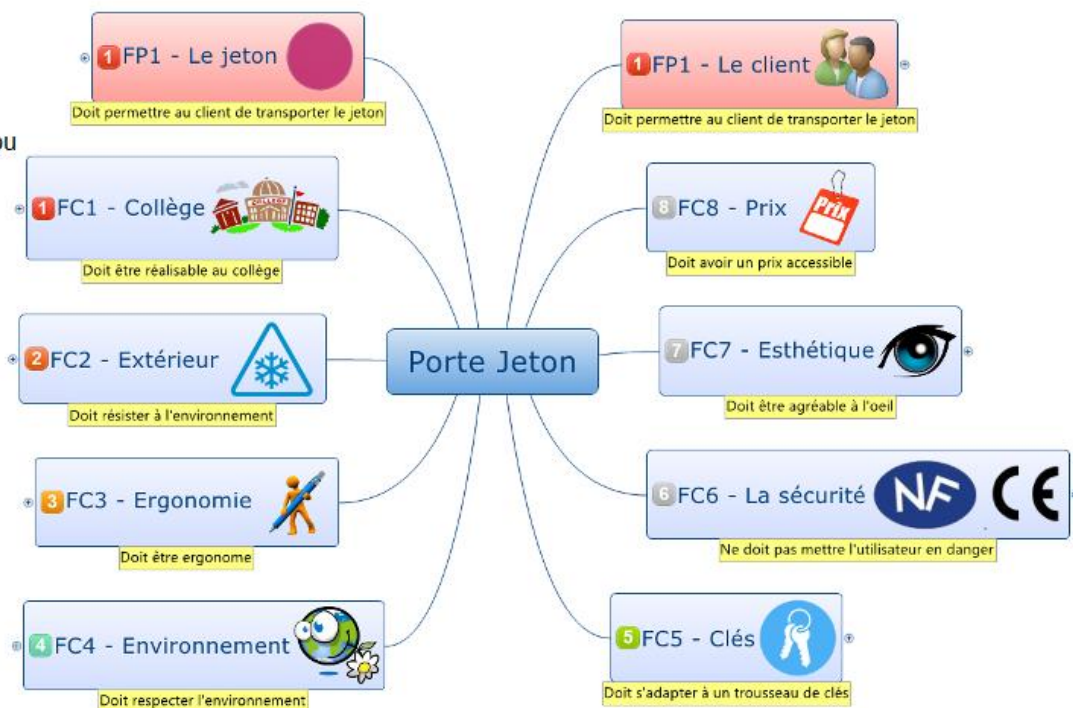 1 FP1 - Le jeton
Doit permettre au client de transporter le jeton
ou
1 FC1 - Collège
COLLEGE
Doit être réalisable au collège
2 FC2 - Extérieur
Doit résister à l'environnement
3 FC3 - Ergonomie
Doit être ergonome
4 FC4 - Environnement
Doit respecter l'environnement
Porte Jeton
1 FP1 - Le client
Doit permettre au client de transporter le jeton
8 FC8 - Prix
Prix
Doit avoir un prix accessible
7 FC7 - Esthétique
Doit être agréable à l'oeil
6 FC6 - La sécurité
NF CE
Ne doit pas mettre l'utilisateur en danger
5 FC5 - Clés
Doit s'adapter à un trousseau de clés